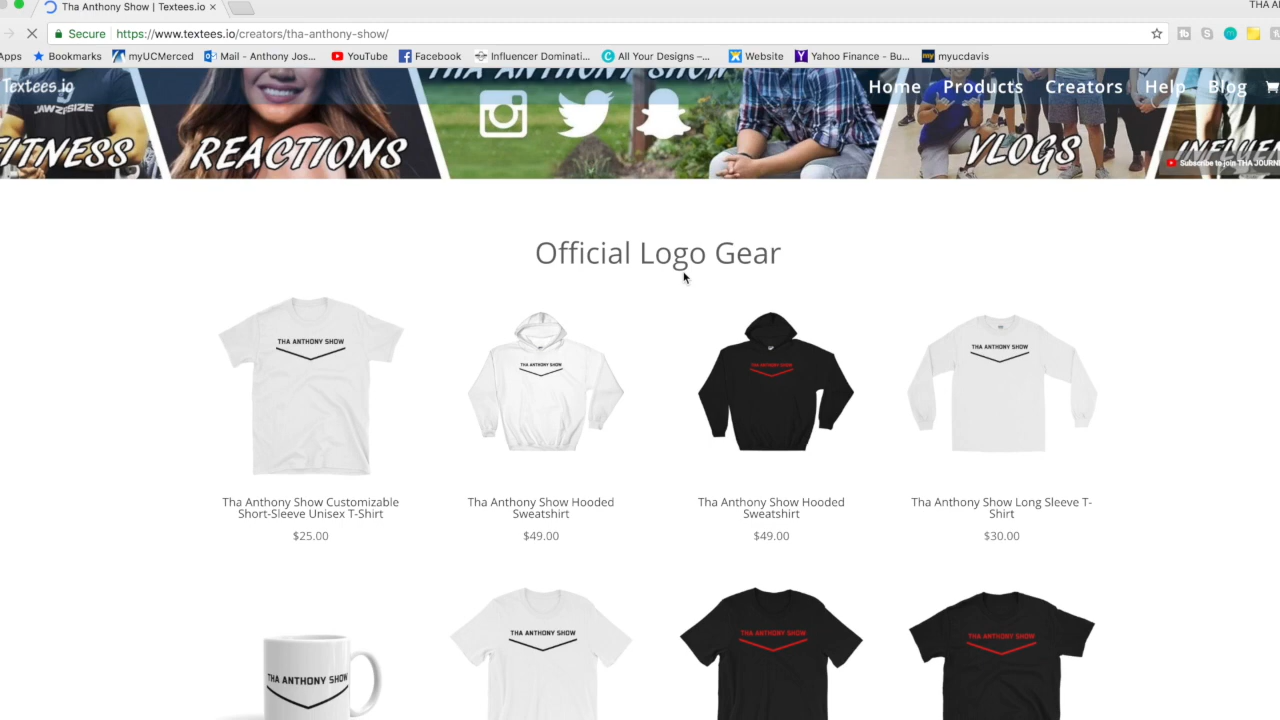 Tha Anthony Show | Textees.io ×
THA A
Secure https://www.textees.io/creators/tha-anthony-show/
Apps Bookmarks myUCMerced Mail - Anthony Jos... YouTube Facebook Influencer Dominati... All Your Designs –... Website Yahoo Finance - Bu... myucdavis
THA ANTHONY SHOW
Textees.io
Home Products Creators Help Blog
JAWZRSIZE
FITNESS REACTIONS VLOGS
Subscribe to join THA JOURN
Official Logo Gear
THA ANTHONY SHOW
THA ANTHONY SHOW
THA ANTHONY SHOW
THA ANTHONY SHOW
Tha Anthony Show Customizable
Short-Sleeve Unisex T-Shirt
$25.00
Tha Anthony Show Hooded
Sweatshirt
$49.00
Tha Anthony Show Hooded
Sweatshirt
$49.00
Tha Anthony Show Long Sleeve T-
Shirt
$30.00
THA ANTHONY SHOW
THA ANTHONY SHOW
THA ANTHONY SHOW
THA ANTHONY SHOW